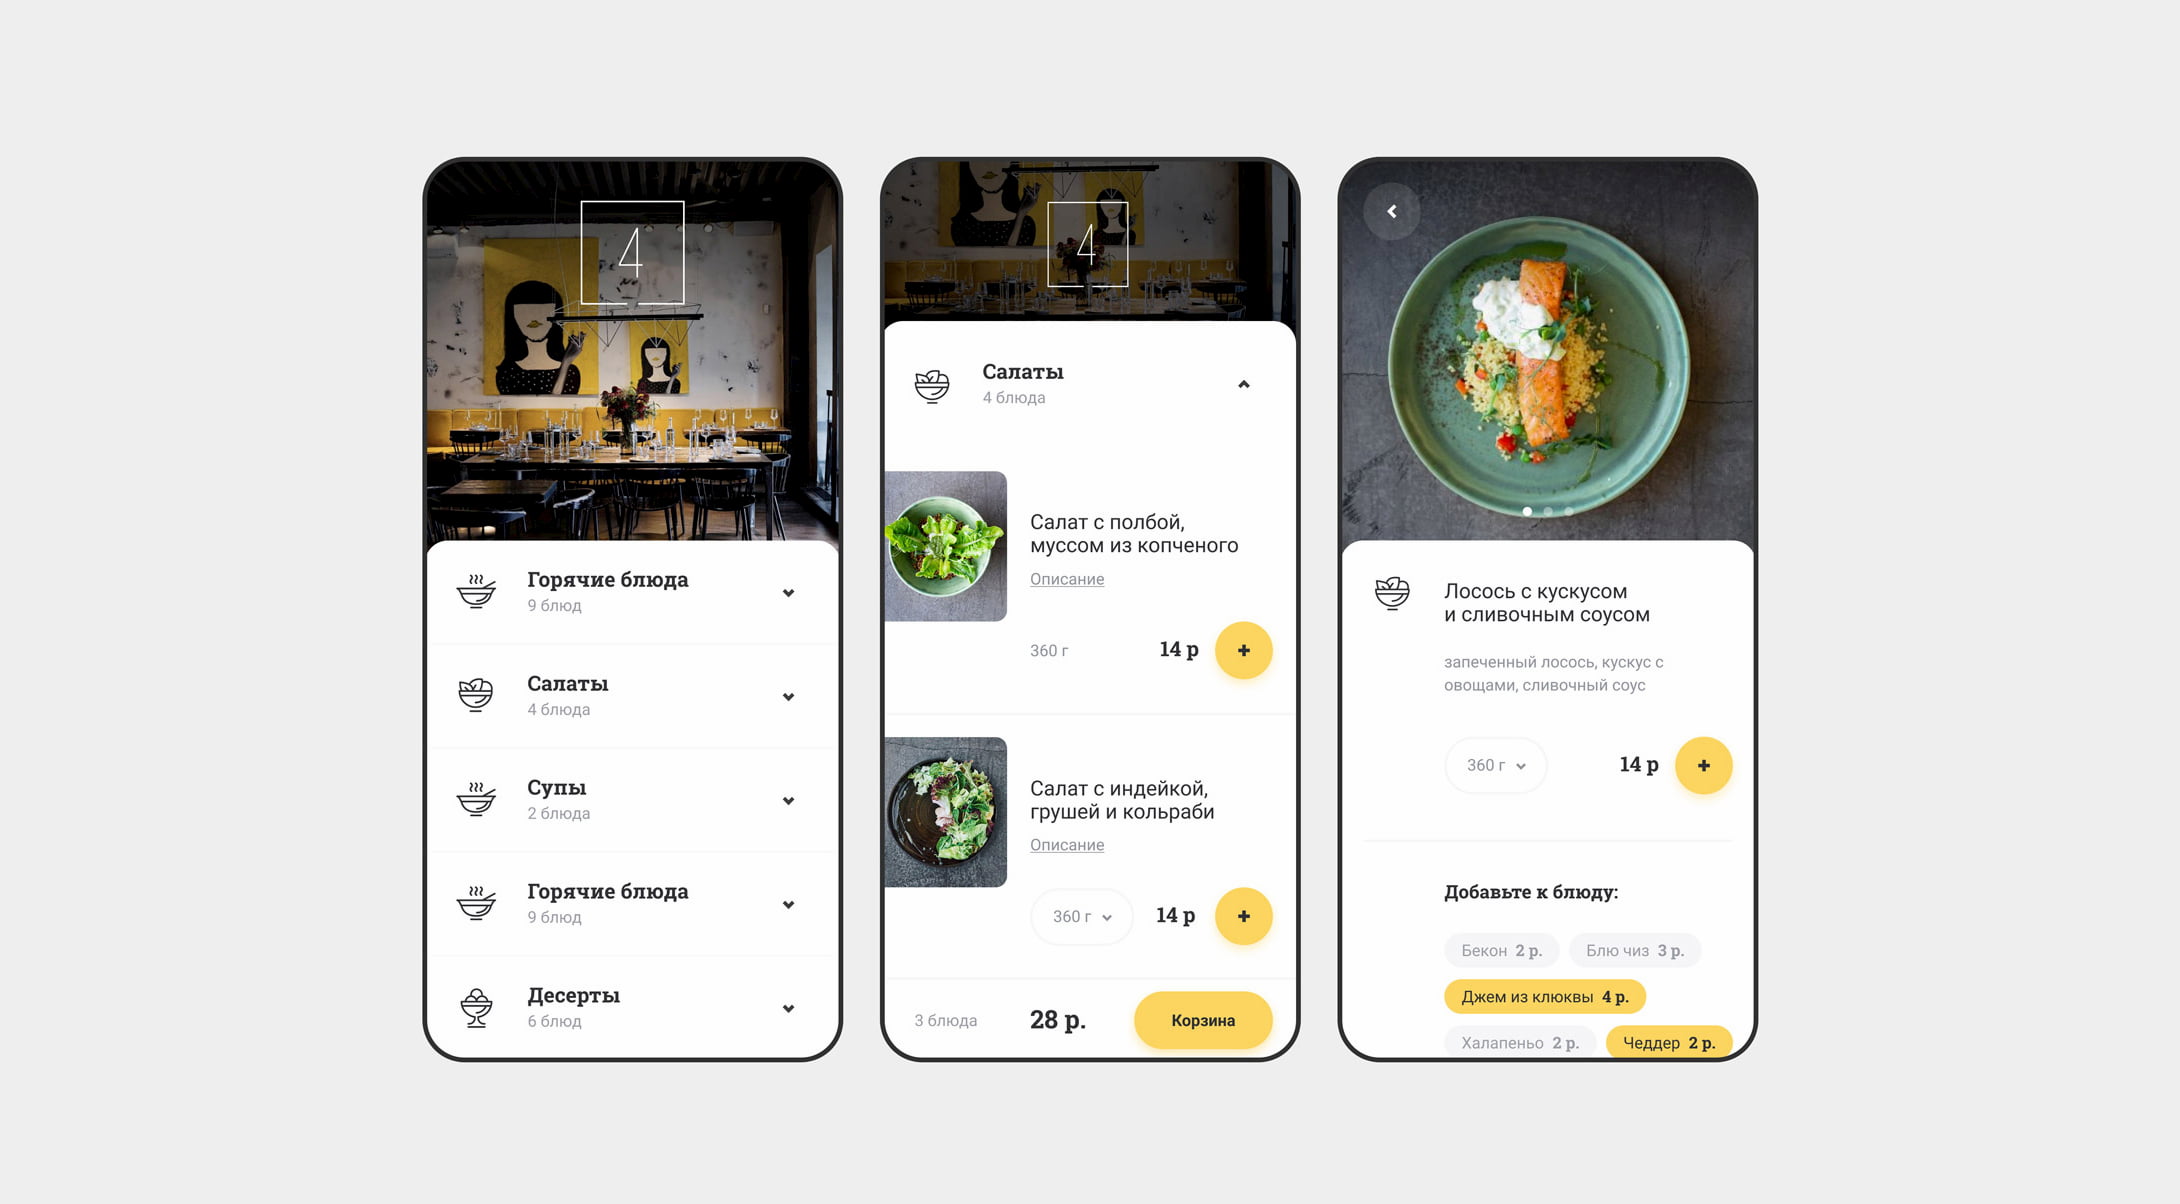 4
Горячие блюда
9 блюд
Салаты
4 блюда
Супы
2 блюда
Горячие блюда
9 блюд
Десерты
6 блюд
4
Салаты
4 блюда
Салат с полбой,
муссом из копченого
Описание
360 г 14 р +
Салат с индейкой,
грушей и кольраби
Описание
360 г 14 р +
3 блюда 28 р. Корзина
Лосось с кускусом
и сливочным соусом
запеченный лосось, кускус с
овощами, сливочный соус
360 г 14 р +
Добавьте к блюду:
Бекон 2 р. Блю чиз 3 р.
Джем из клюквы 4 р.
Халапеньо 2 р. Чеддер 2 р.